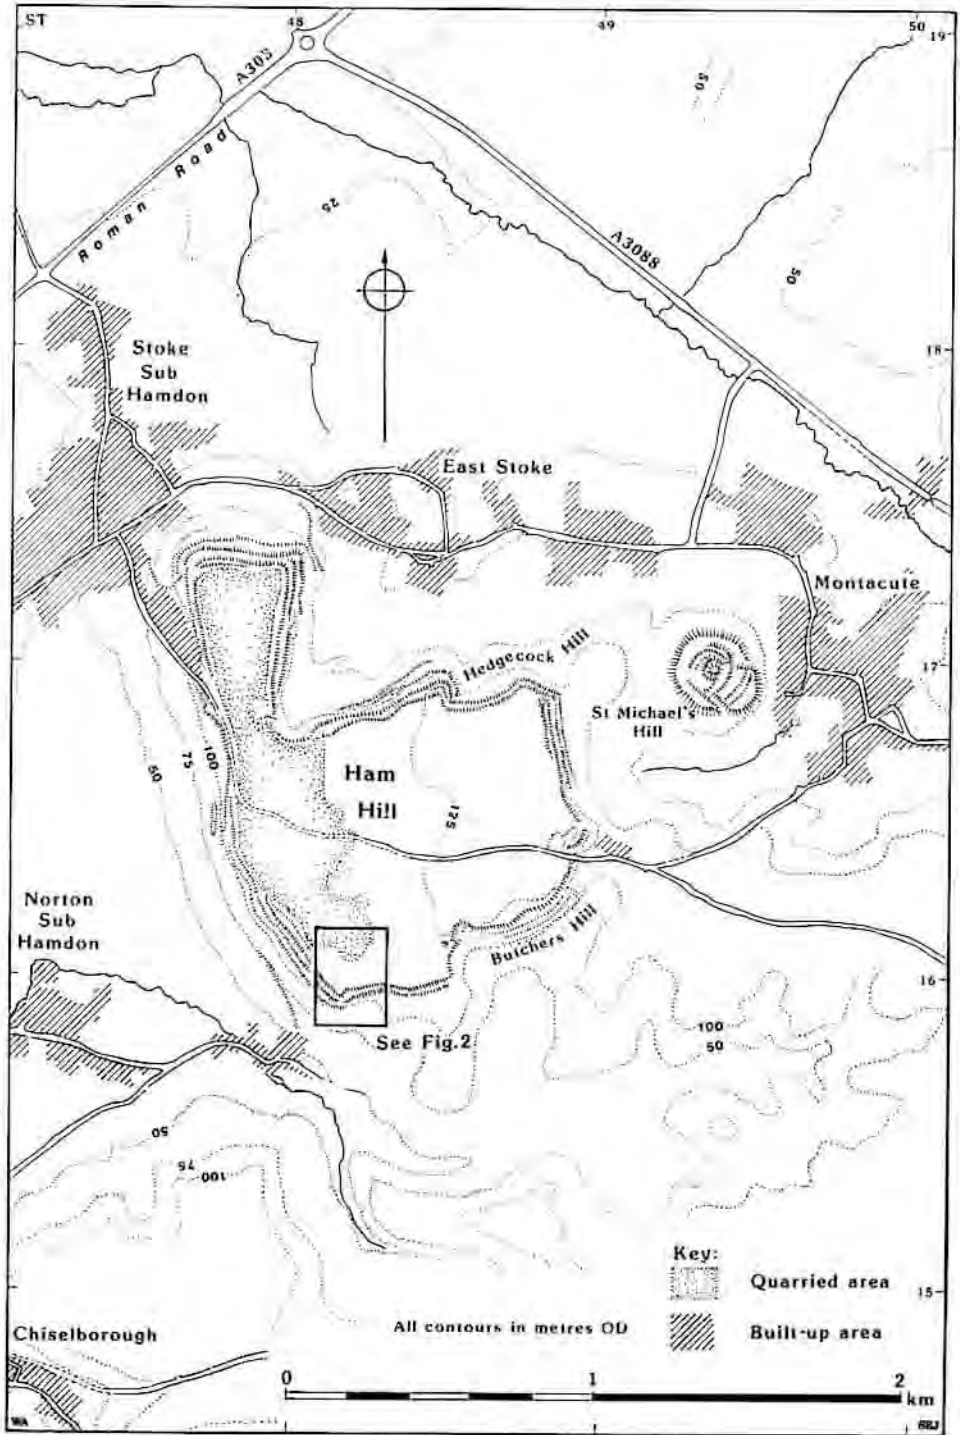 ST
48
49
50
19
A303
Roman Road
50
25
A3088
50
18
Stoke
Sub
Hamdon
East Stoke
Montacute
17
Hedgecock Hill
St Michael's
Hill
100
75
50
Ham
Hill
125
Norton
Sub
Hamdon
Butchers Hill
16
See Fig.2
100
50
50
75
100
Key:
Quarried area
15
Built-up area
All contours in metres OD
Chiselborough
0
1
2
km
WA